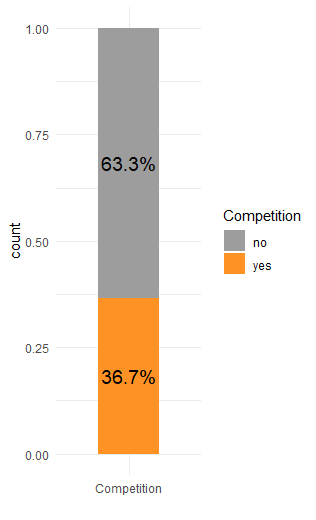 1.00
0.75
0.50
0.25
0.00
count
63.3%
36.7%
Competition
Competition
no
yes